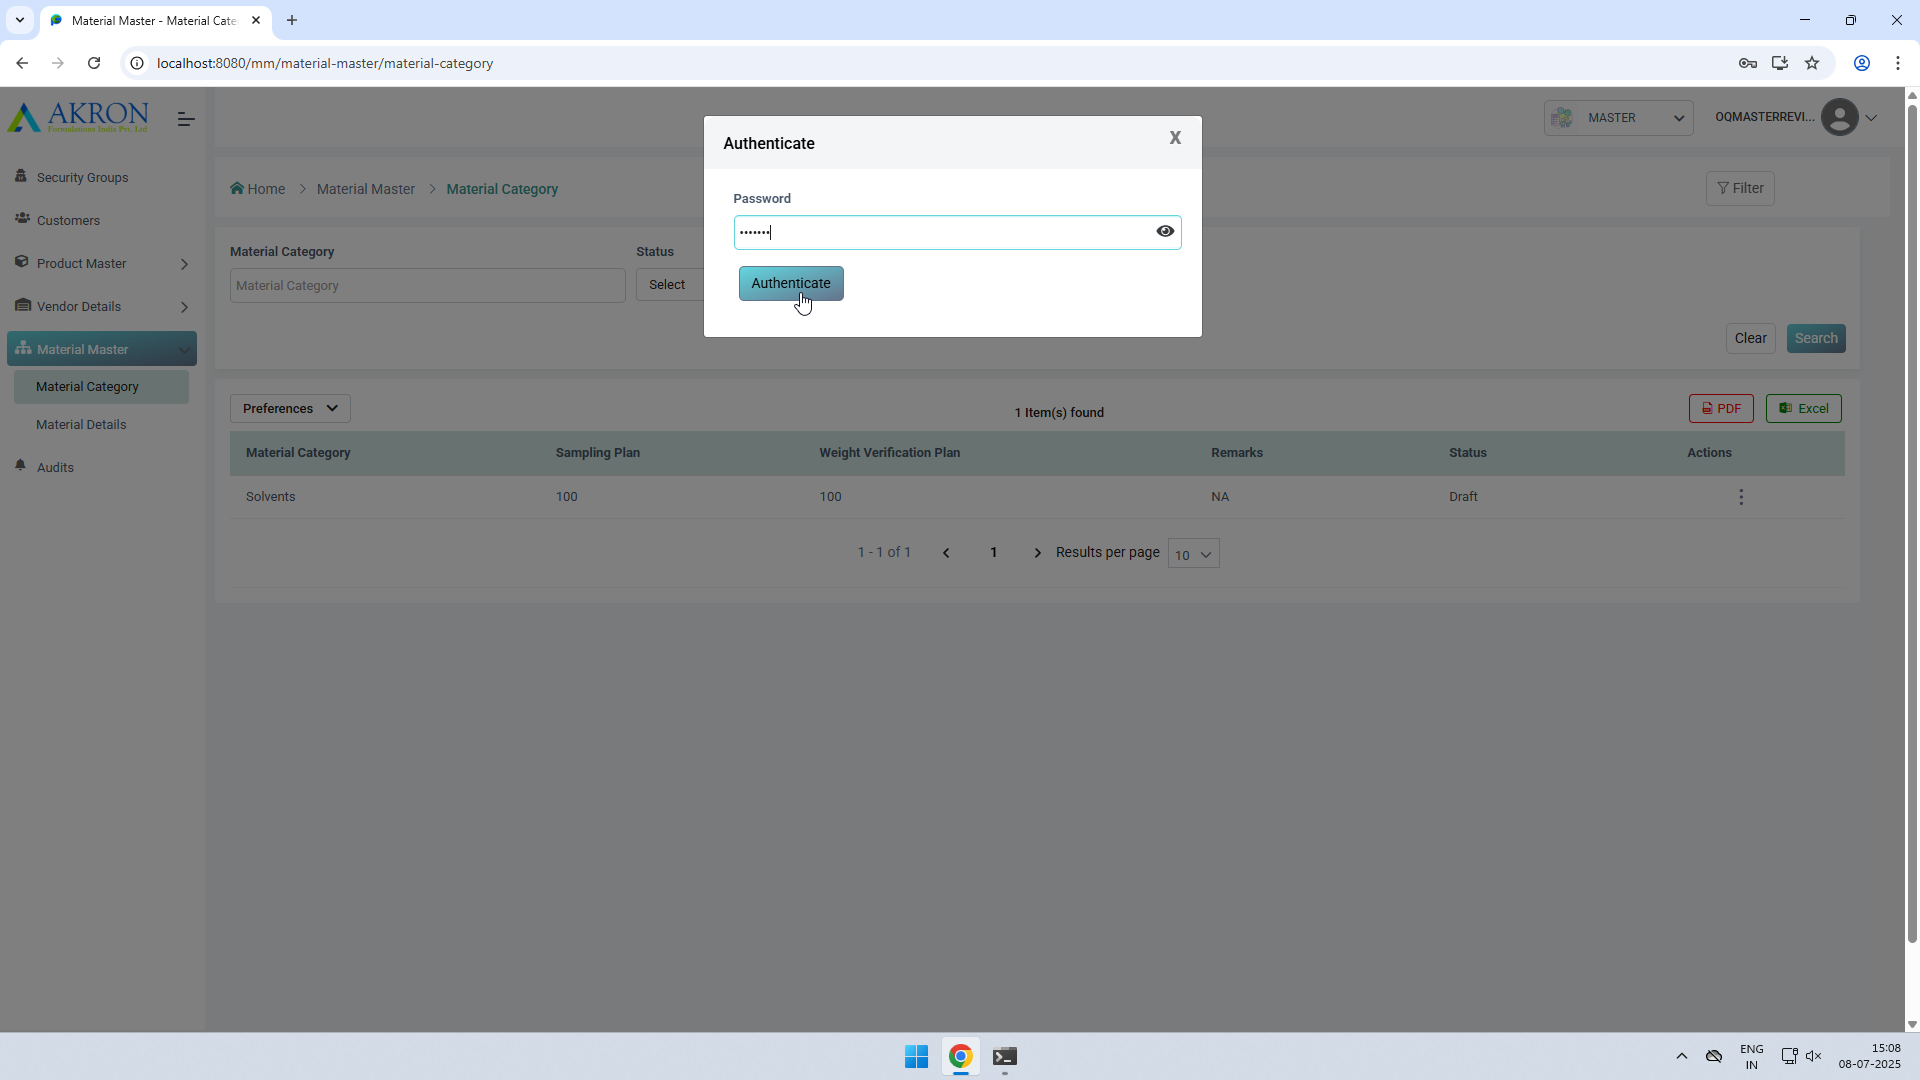 Material Master - Material Cate
localhost:8080/mm/material-master/material-category
AKRON
Formulations India Pvt. Ltd
MASTER
OQMASTERREVI...
Authenticate
X
Password
•••••••
Authenticate
Security Groups
Customers
Product Master
Vendor Details
Material Master
Material Category
Material Details
Audits
Home > Material Master > Material Category
Filter
Material Category
Status
Material Category
Select
Clear
Search
Preferences
1 Item(s) found
PDF
Excel
Material Category Sampling Plan Weight Verification Plan Remarks Status Actions
Solvents 100 100 NA Draft
1 - 1 of 1
1
Results per page
10
ENG
IN
15:08
08-07-2025